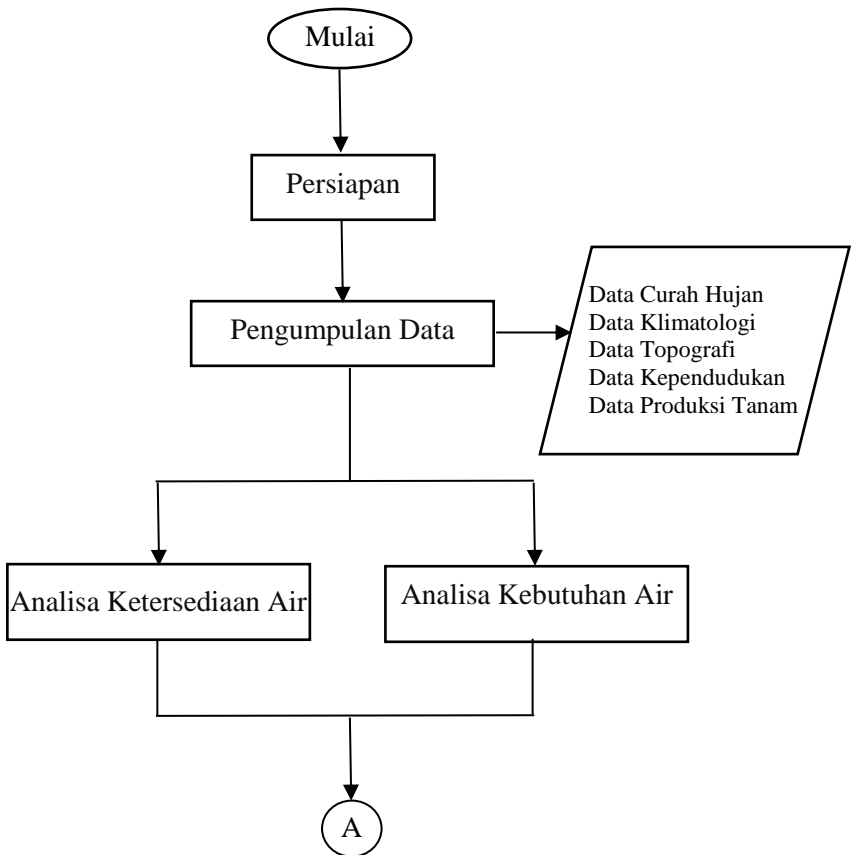 Mulai
Persiapan
Pengumpulan Data
Data Curah Hujan
Data Klimatologi
Data Topografi
Data Kependudukan
Data Produksi Tanam
Analisa Ketersediaan Air
Analisa Kebutuhan Air
A